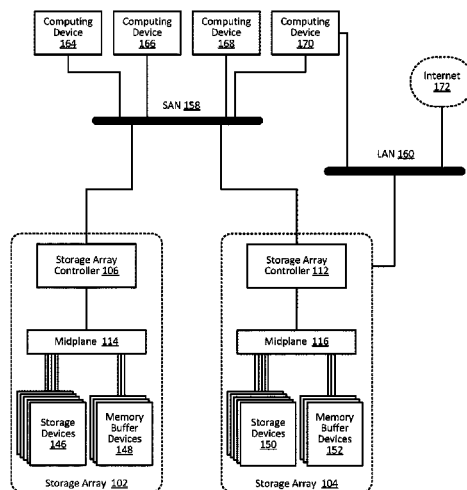 Computing
Device
164
Computing
Device
166
Computing
Device
168
Computing
Device
170
Internet
172
SAN 158
LAN 160
Storage Array
Controller 106
Storage Array
Controller 112
Midplane 114
Midplane 116
Storage
Devices
146
Memory
Buffer
Devices
148
Storage
Devices
150
Memory
Buffer
Devices
152
Storage Array 102
Storage Array 104